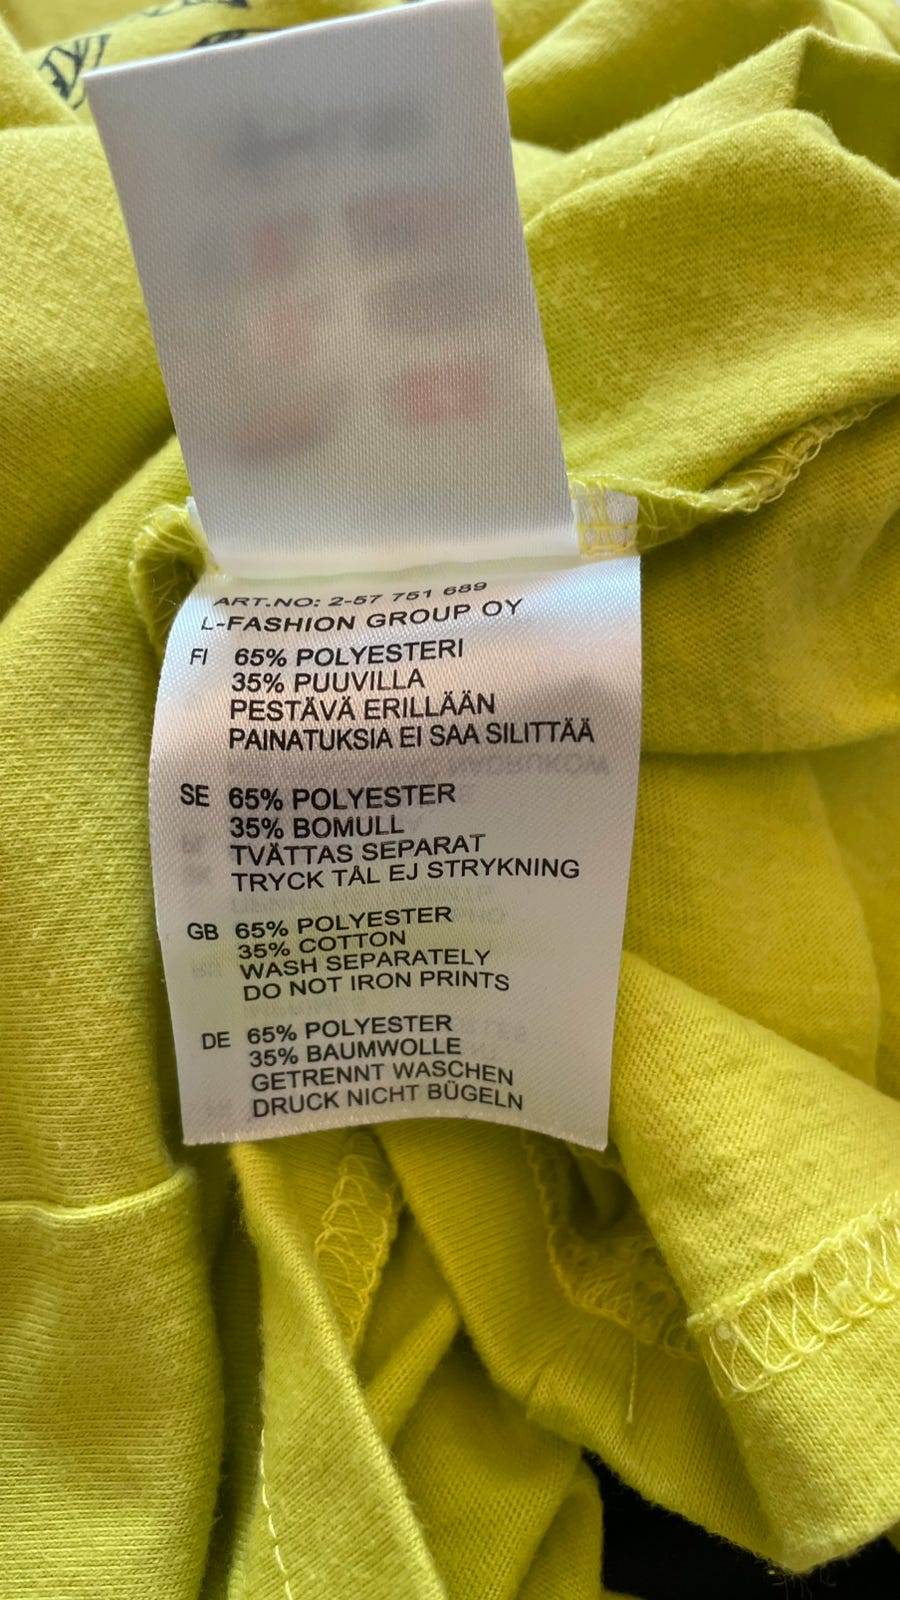 ART.NO: 2-57 751 689
L-FASHION GROUP OY
FI 65% POLYESTERI
35% PUUVILLA
PESTÄVÄ ERILLÄÄN
PAINATUKSIA EI SAA SILITTÄÄ
SE 65% POLYESTER
35% BOMULL
TVÄTTAS SEPARAT
TRYCK TÅL EJ STRYKNING
GB 65% POLYESTER
35% COTTON
WASH SEPARATELY
DO NOT IRON PRINTS
DE 65% POLYESTER
35% BAUMWOLLE
GETRENNT WASCHEN
DRUCK NICHT BÜGELN